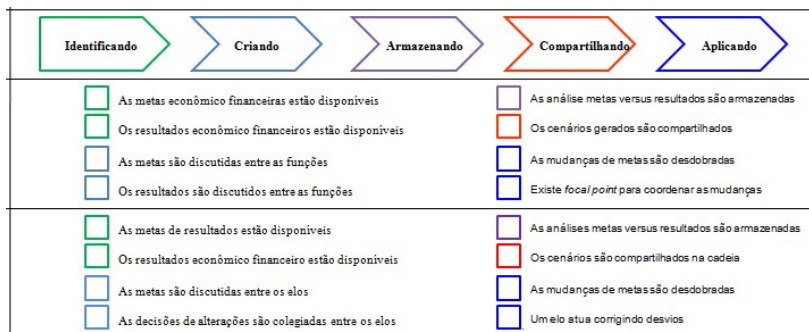 Identificando
Criando
Armazenando
Compartilhando
Aplicando
As metas econômico financeiras estão disponíveis
Os resultados econômico financeiros estão disponíveis
As metas são discutidas entre as funções
Os resultados são discutidos entre as funções
As análise metas versus resultados são armazenadas
Os cenários gerados são compartilhados
As mudanças de metas são desdobradas
Existe focal point para coordenar as mudanças
As metas de resultados estão disponíveis
Os resultados econômico financeiro estão disponíveis
As metas são discutidas entre os elos
As decisões de alterações são colegiadas entre os elos
As análises metas versus resultados são armazenadas
Os cenários são compartilhados na cadeia
As mudanças de metas são desdobradas
Um elo atua corrigindo desvios